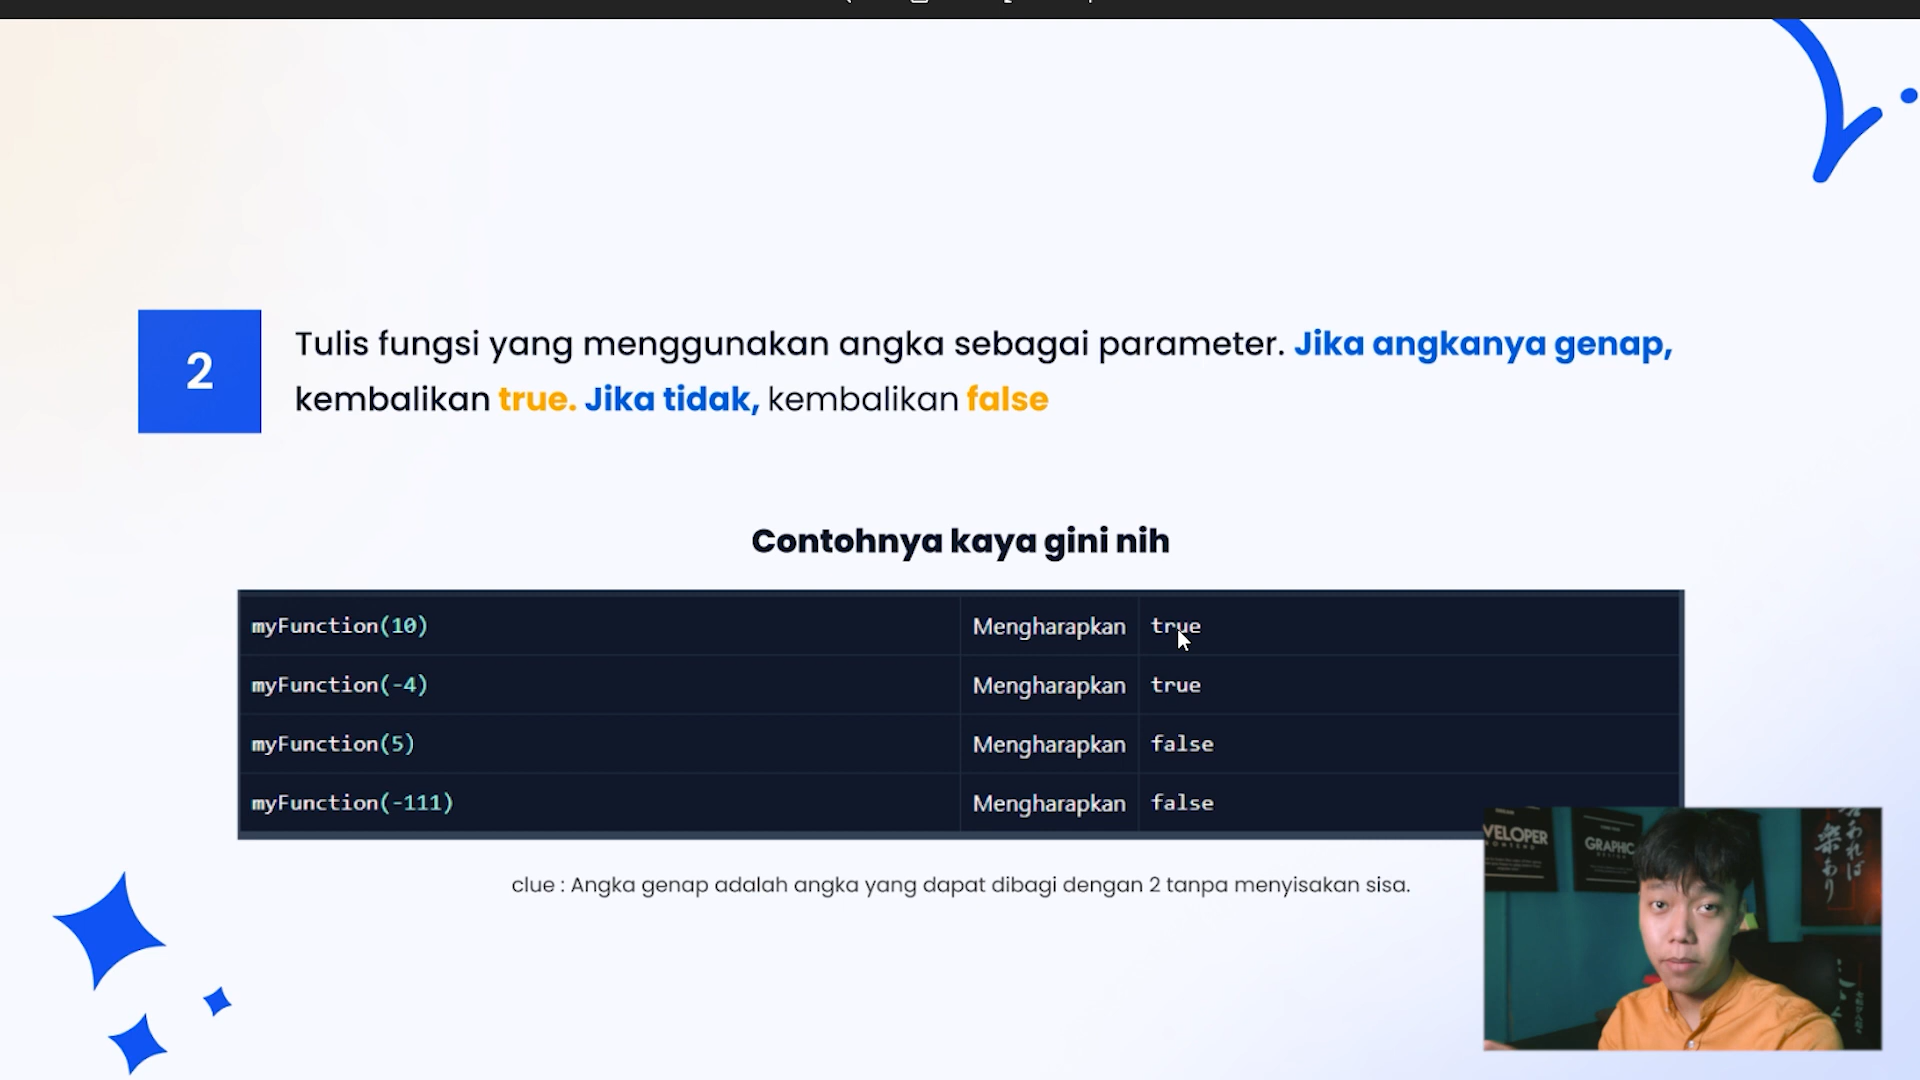 2
Tulis fungsi yang menggunakan angka sebagai parameter. Jika angkanya genap,
kembalikan true. Jika tidak, kembalikan false
Contohnya kaya gini nih
myFunction(10) Mengharapkan true
myFunction(-4) Mengharapkan true
myFunction(5) Mengharapkan false
myFunction(-111) Mengharapkan false
clue : Angka genap adalah angka yang dapat dibagi dengan 2 tanpa menyisakan sisa.
VELOPER
GRAPHIC